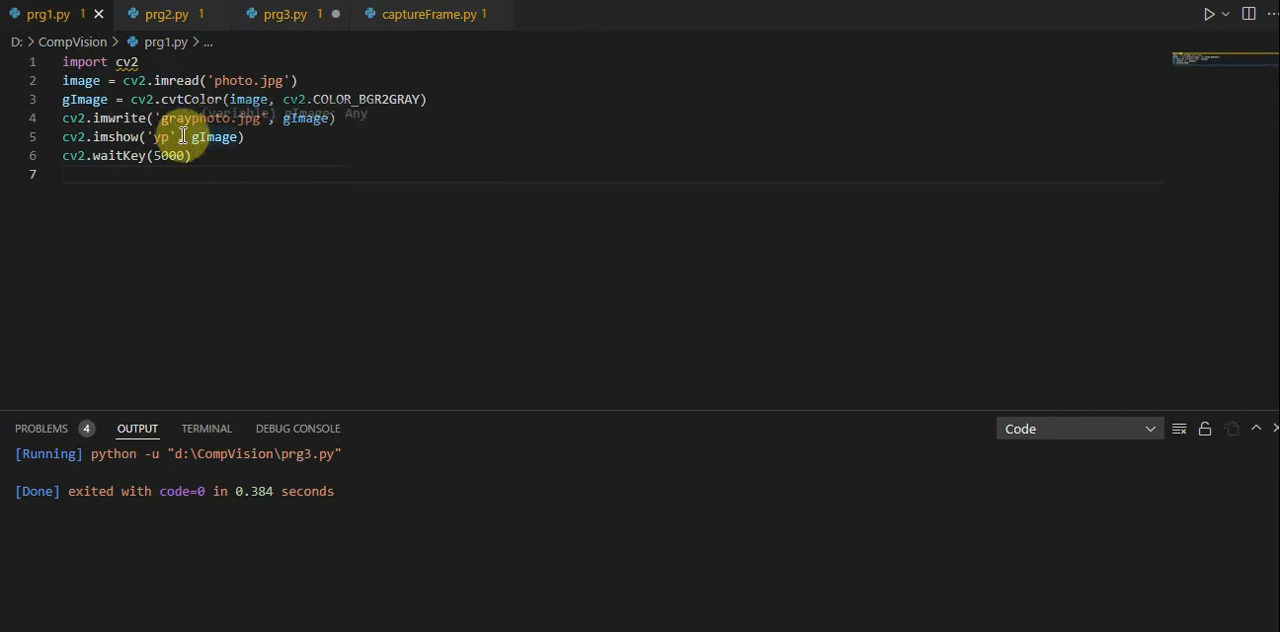 prg1.py 1 prg2.py 1 prg3.py 1 captureFrame.py 1
D: > CompVision > prg1.py > ...
1 import cv2
2 image = cv2.imread('photo.jpg')
3 gImage = cv2.cvtColor(image, cv2.COLOR_BGR2GRAY)
(variable) gImage: Any
4 cv2.imwrite('grayphoto.jpg', gImage)
5 cv2.imshow('yp', gImage)
6 cv2.waitKey(5000)
7
PROBLEMS 4 OUTPUT TERMINAL DEBUG CONSOLE Code
[Running] python -u "d:\CompVision\prg3.py"
[Done] exited with code=0 in 0.384 seconds